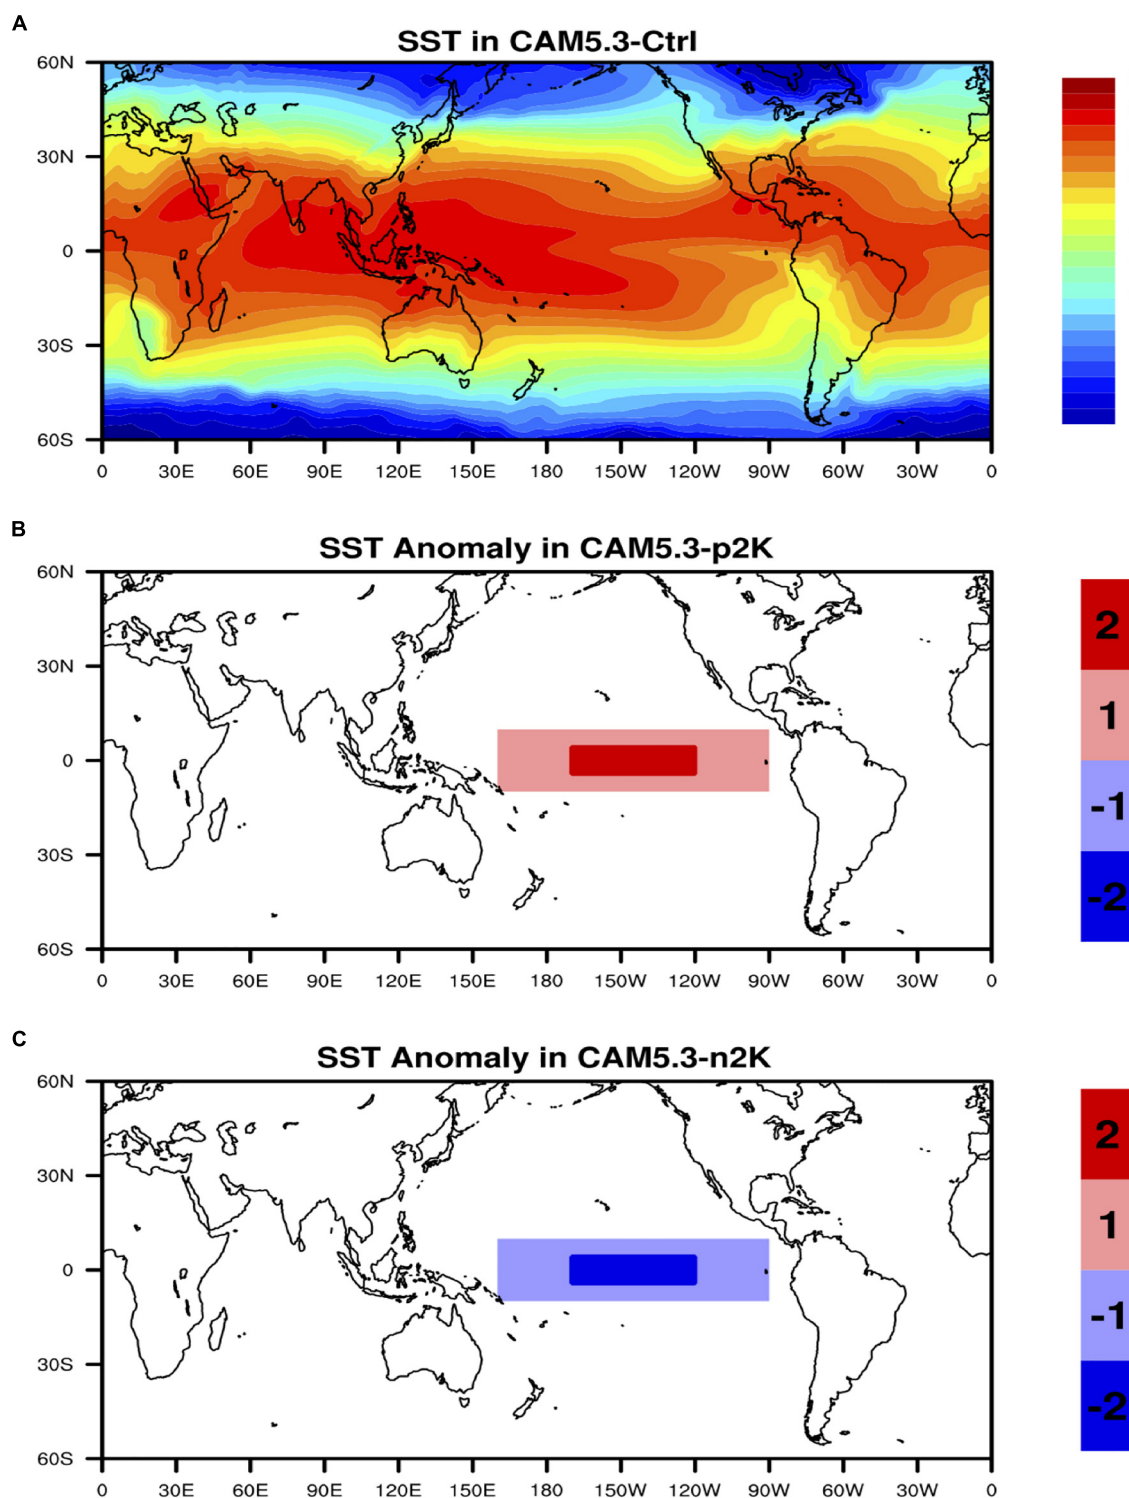 A
SST in CAM5.3-Ctrl
60N
30N
0
30S
60S
0 30E 60E 90E 120E 150E 180 150W 120W 90W 60W 30W 0
B
SST Anomaly in CAM5.3-p2K
60N
30N
0
30S
60S
0 30E 60E 90E 120E 150E 180 150W 120W 90W 60W 30W 0
2
1
-1
-2
C
SST Anomaly in CAM5.3-n2K
60N
30N
0
30S
60S
0 30E 60E 90E 120E 150E 180 150W 120W 90W 60W 30W 0
2
1
-1
-2